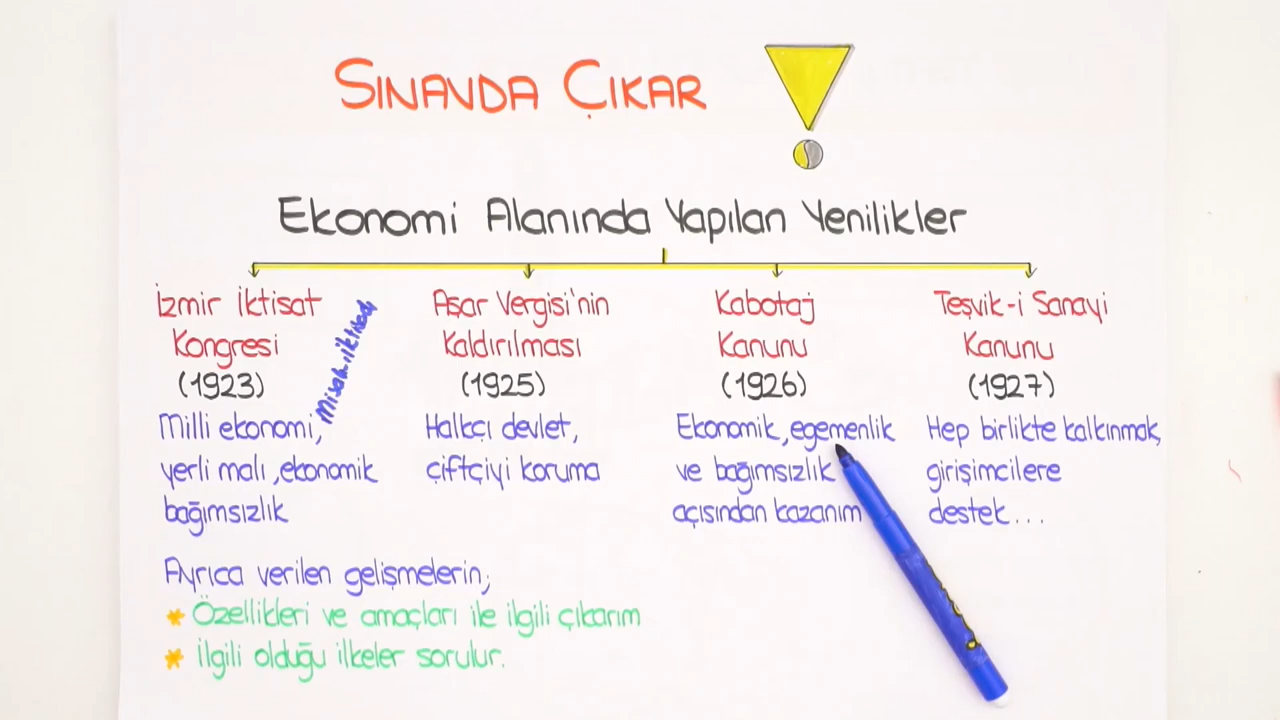 SINAVDA ÇIKAR
Ekonomi Alanında Yapılan Yenilikler
İzmir İktisat
Kongresi
(1923)
Misak-ı iktisadi
Milli ekonomi,
yerli malı, ekonomik
bağımsızlık
Aşar Vergisi'nin
Kaldırılması
(1925)
Halkçı devlet,
çiftçiyi koruma
Kabotaj
Kanunu
(1926)
Ekonomik, egemenlik
ve bağımsızlık
açısından kazanım
Teşvik-i Sanayi
Kanunu
(1927)
Hep birlikte kalkınmak,
girişimcilere
destek...
Ayrıca verilen gelişmelerin;
* Özellikleri ve amaçları ile ilgili çıkarım
* İlgili olduğu ilkeler sorulur.